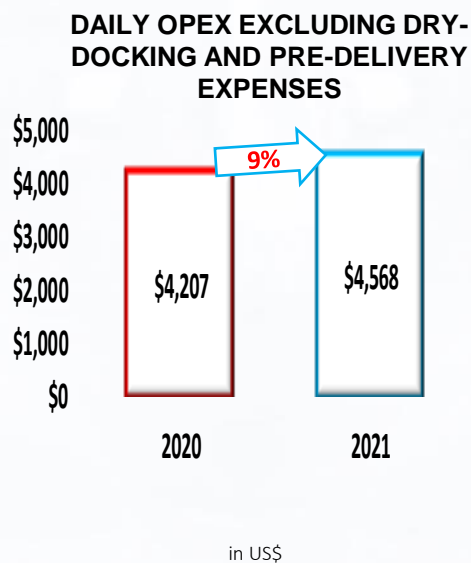 DAILY OPEX EXCLUDING DRY-
DOCKING AND PRE-DELIVERY
EXPENSES
$5,000
$4,000
$3,000
$2,000
$1,000
$0
9%
$4,207
$4,568
2020
2021
in US$